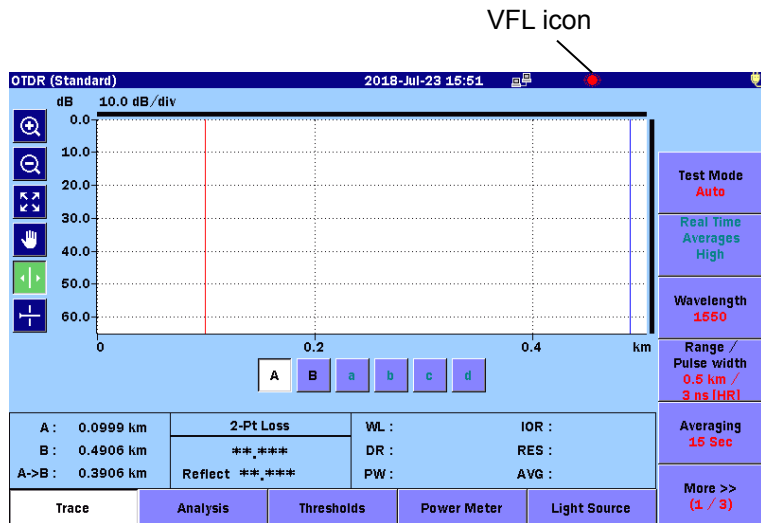 VFL icon
OTDR (Standard) 2018-Jul-23 15:51
dB 10.0 dB/div
0.0
10.0
20.0
30.0
40.0
50.0
60.0
0 0.2 0.4 km
A B a b c d
A : 0.0999 km
B : 0.4906 km
A->B : 0.3906 km
2-Pt Loss
**.***
Reflect **.***
WL :
DR :
PW :
IOR :
RES :
AVG :
Trace Analysis Thresholds Power Meter Light Source
Test Mode
Auto
Real Time
Averages
High
Wavelength
1550
Range /
Pulse width
0.5 km /
3 ns [HR]
Averaging
15 Sec
More >>
(1 / 3)